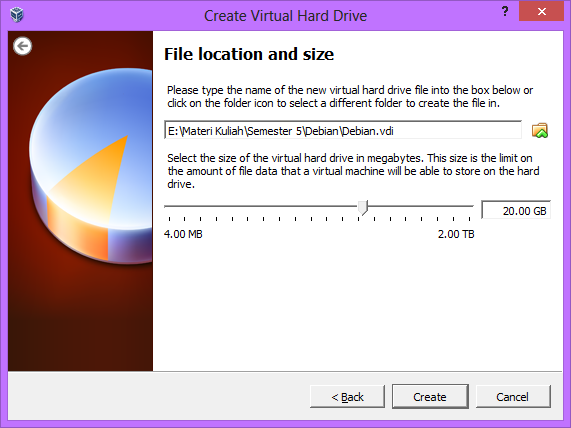 Create Virtual Hard Drive
?
File location and size
Please type the name of the new virtual hard drive file into the box below or
click on the folder icon to select a different folder to create the file in.
E:\Materi Kuliah\Semester 5\Debian\Debian.vdi
Select the size of the virtual hard drive in megabytes. This size is the limit on
the amount of file data that a virtual machine will be able to store on the hard
drive.
20.00 GB
4.00 MB 2.00 TB
< Back Create Cancel